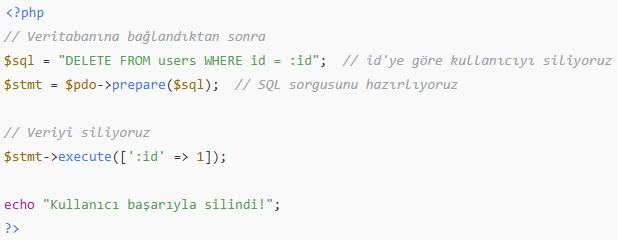 <?php
// Veritabanına bağlandıktan sonra
$sql = "DELETE FROM users WHERE id = :id";  // id'ye göre kullanıcıyı siliyoruz
$stmt = $pdo->prepare($sql);  // SQL sorgusunu hazırlıyoruz
// Veriyi siliyoruz
$stmt->execute([':id' => 1]);
echo "Kullanıcı başarıyla silindi!";
?>